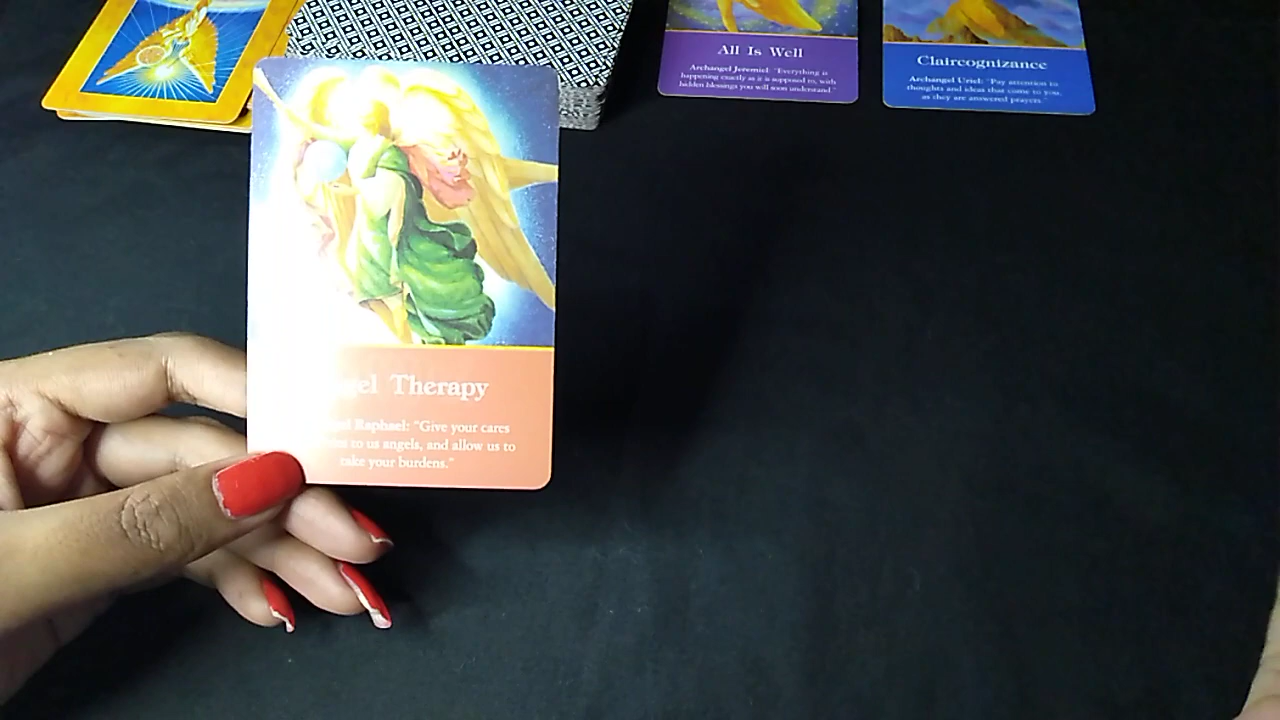 All Is Well
Archangel Jeremiel: "Everything is
happening exactly as it is supposed to, with
hidden blessings you will soon understand."
Claircognizance
Archangel Uriel: "Pay attention to
thoughts and ideas that come to you,
as they are answered prayers."
Therapy
Raphael: "Give your cares
to us angels, and allow us to
take your burdens."